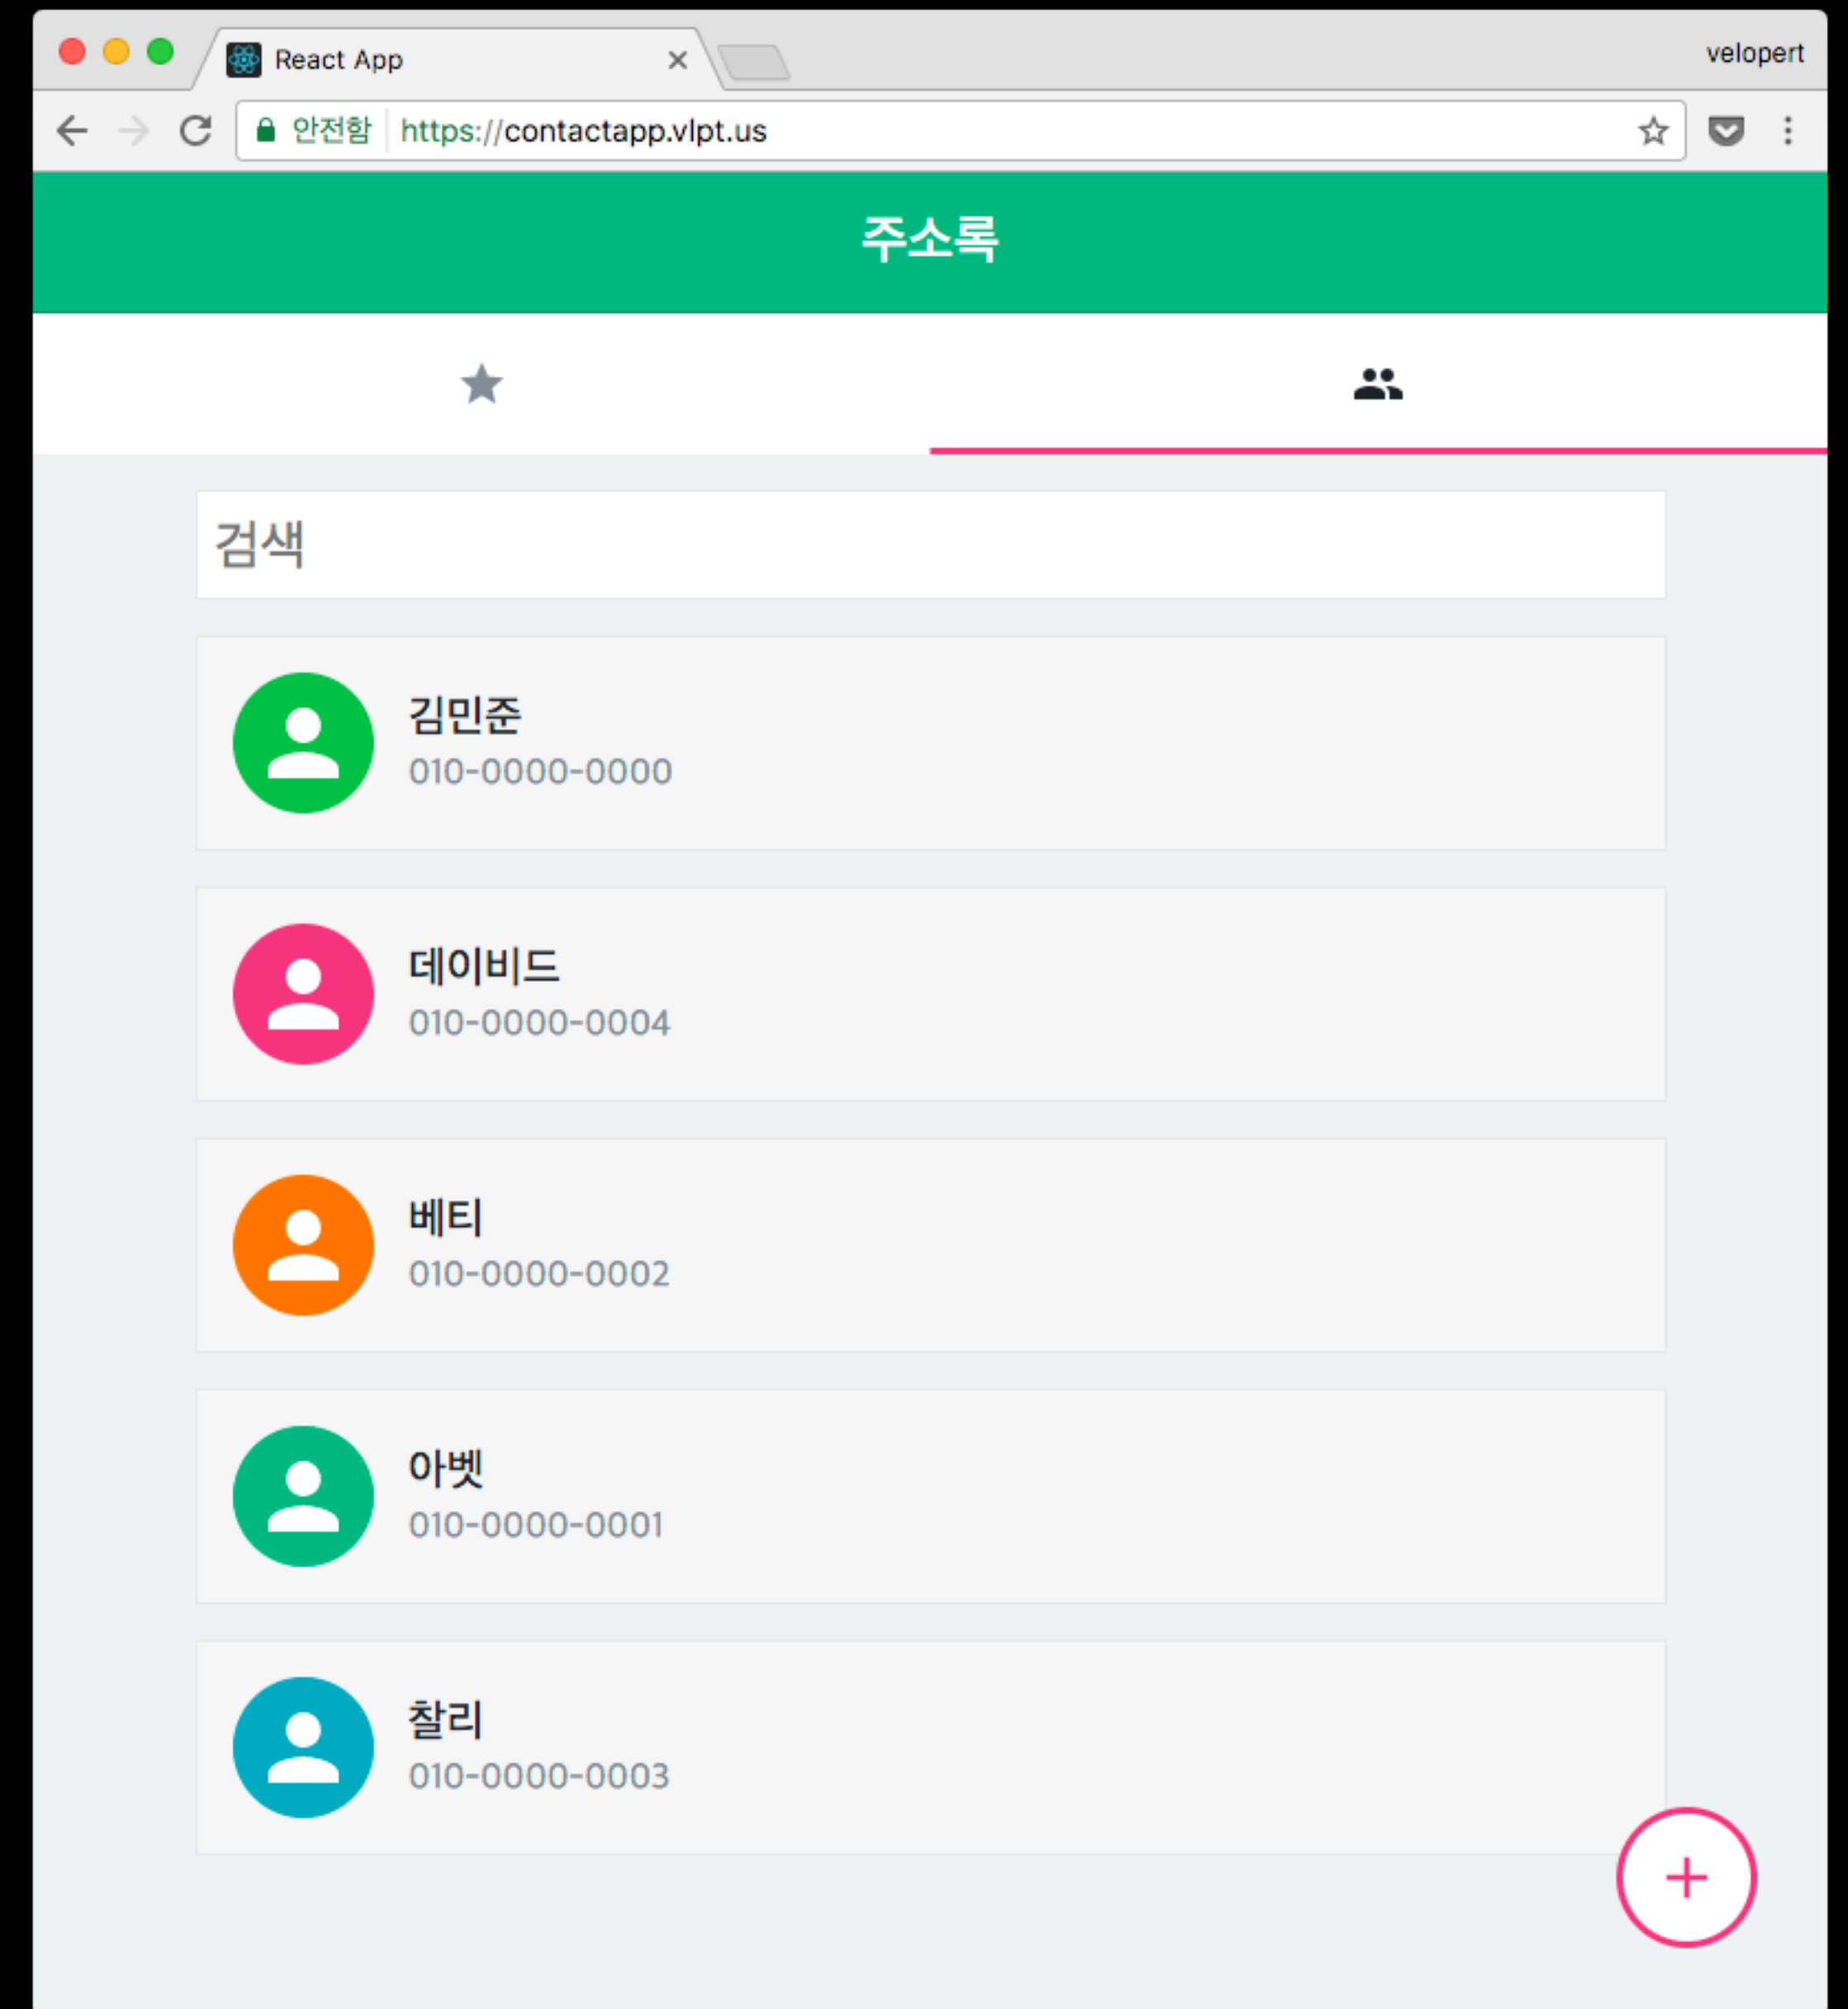 React App
velopert
안전함 https://contactapp.vlpt.us
주소록
검색
김민준
010-0000-0000
데이비드
010-0000-0004
베티
010-0000-0002
아벳
010-0000-0001
찰리
010-0000-0003